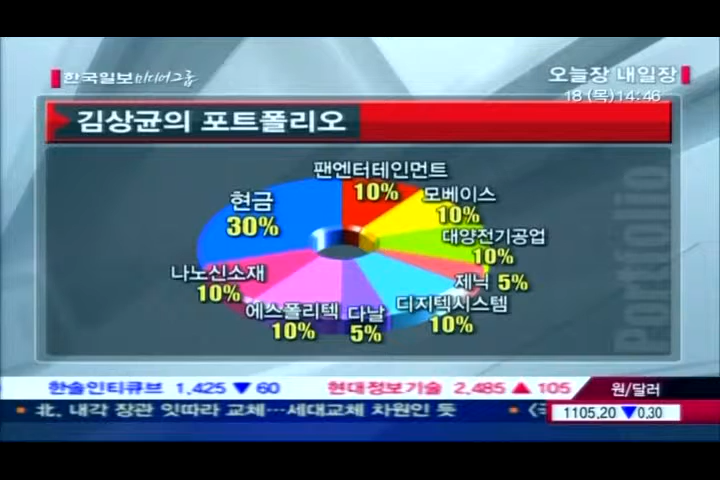 한국일보 미디어그룹
오늘장 내일장
18 (목) 14:46
김상균의 포트폴리오
팬엔터테인먼트
10%
모베이스
10%
대양전기공업
10%
제닉 5%
디지텍시스템
10%
다날
5%
에스폴리텍
10%
나노신소재
10%
현금
30%
Portfolio
한솔인티큐브 1,425 ▼ 60 현대정보기술 2,485 ▲ 105
원/달러
北, 내각 장관 잇따라 교체…세대교체 차원인 듯
1105.20 ▼0.30